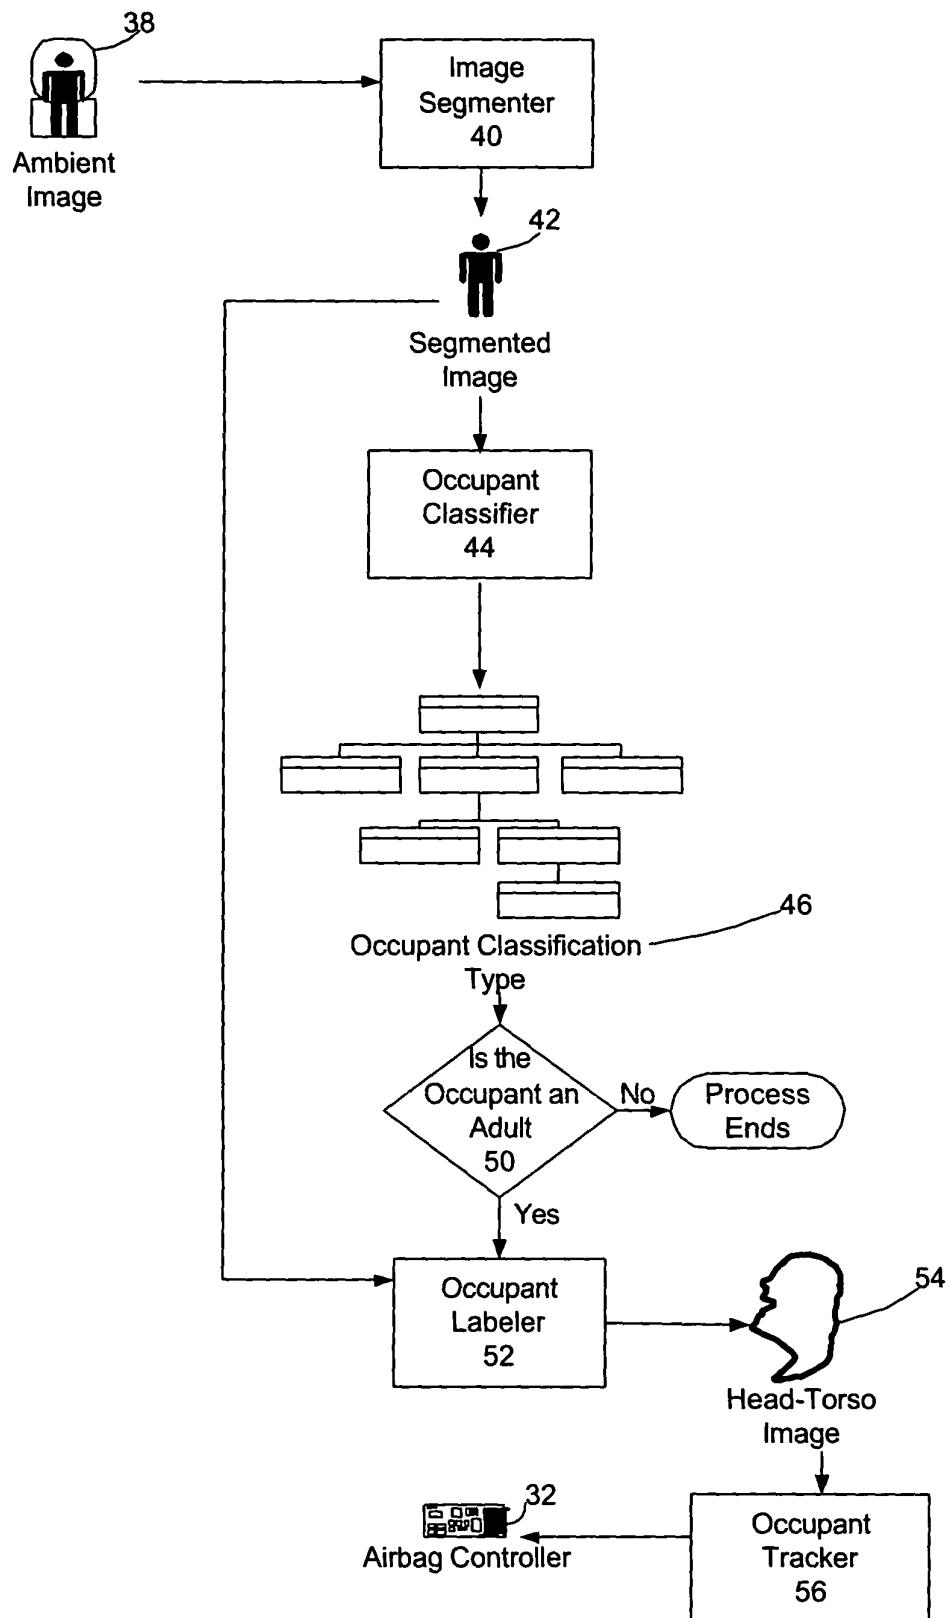 38
Ambient
Image
Image
Segmenter
40
42
Segmented
Image
Occupant
Classifier
44
46
Occupant Classification
Type
Is the
Occupant an
Adult
50
No
Process
Ends
Yes
Occupant
Labeler
52
54
Head-Torso
Image
32
Airbag Controller
Occupant
Tracker
56